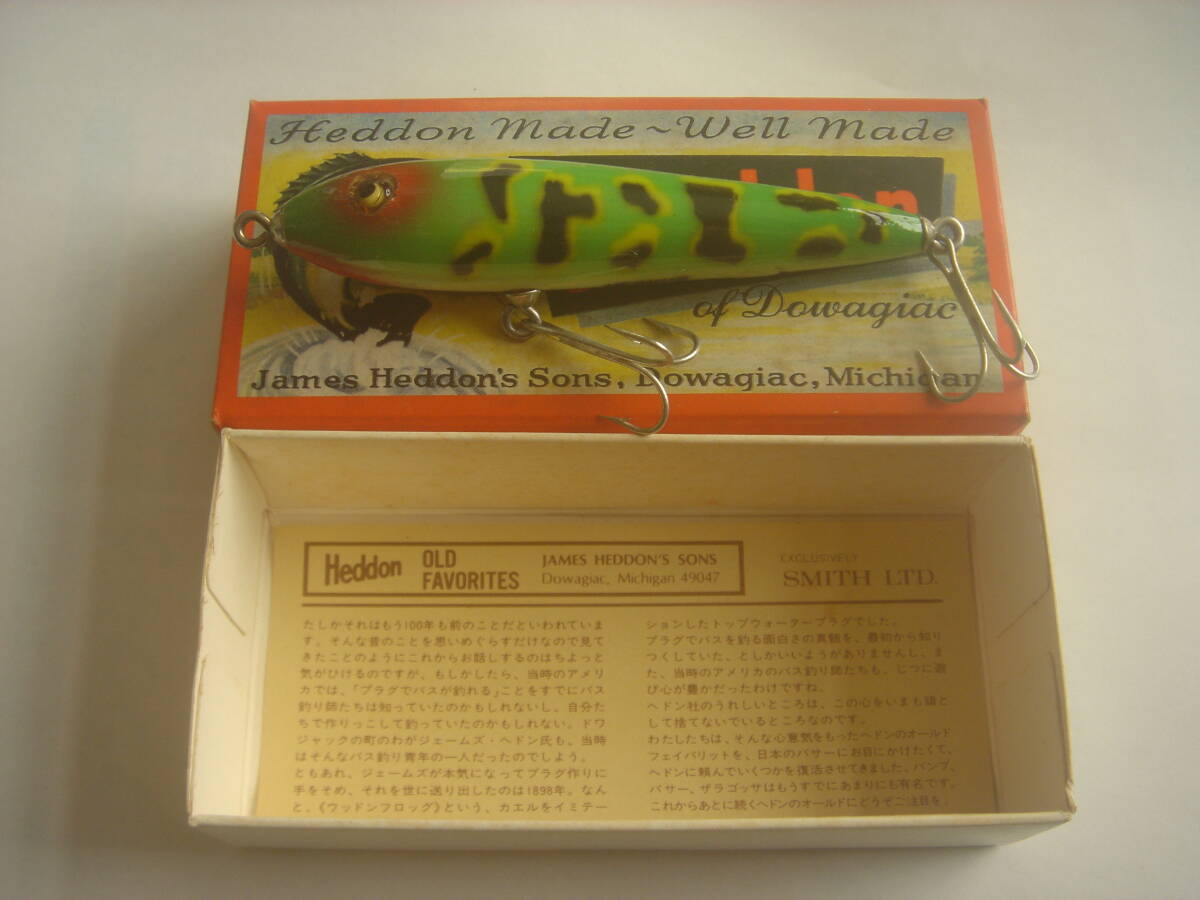 Heddon Made ~ Well Made
of Dowagiac
James Heddon's Sons, Dowagiac, Michigan
Heddon OLD FAVORITES
JAMES HEDDON'S SONS
Dowagiac, Michigan 49047
EXCLUSIVELY
SMITH LTD.
たしかそれはもう100年も前のことだといわれていま
す。そんな昔のことを思いめぐらすだけなので見て
きたことのようにこれからお話しするのはちよっと
気がひけるのですが、もしかしたら、当時のアメリ
カでは、「プラグでバスが釣れる」ことをすでにバス
釣り師たちは知っていたのかもしれないし。自分た
ちで作りっこして釣っていたのかもしれない。ドワ
ジャックの町のわがジェームズ・ヘドン氏も。当時
はそんなバス釣り青年の一人だったのでしよう。
ともあれ、ジェームズが本気になってプラグ作りに
手をそめ、それを世に送り出したのは1898年。なん
と、《ウッドンフロッグ》という、カエルをイミテー
ションしたトップウォータープラグでした。
プラグでバスを釣る面白さの真髄を、最初から知り
つくしていた、としかいいようがありませんし、ま
た、当時のアメリカのバス釣り師たちも、じつに遊
び心が豊かだったわけですね。
ヘドン社のうれしいところは、この心をいまも頑と
して捨てないでいるところなのです。
わたしたちは、そんな心意気をもったヘドンのオールド
フェイバリットを、日本のバサーにお目にかけたくて、
ヘドンに頼んでいくつかを復活させてきました。バンプ、
バサー、ザラゴッサはもうすでにあまりにも有名です。
これからあとに続くヘドンのオールドにどうぞご注目を。